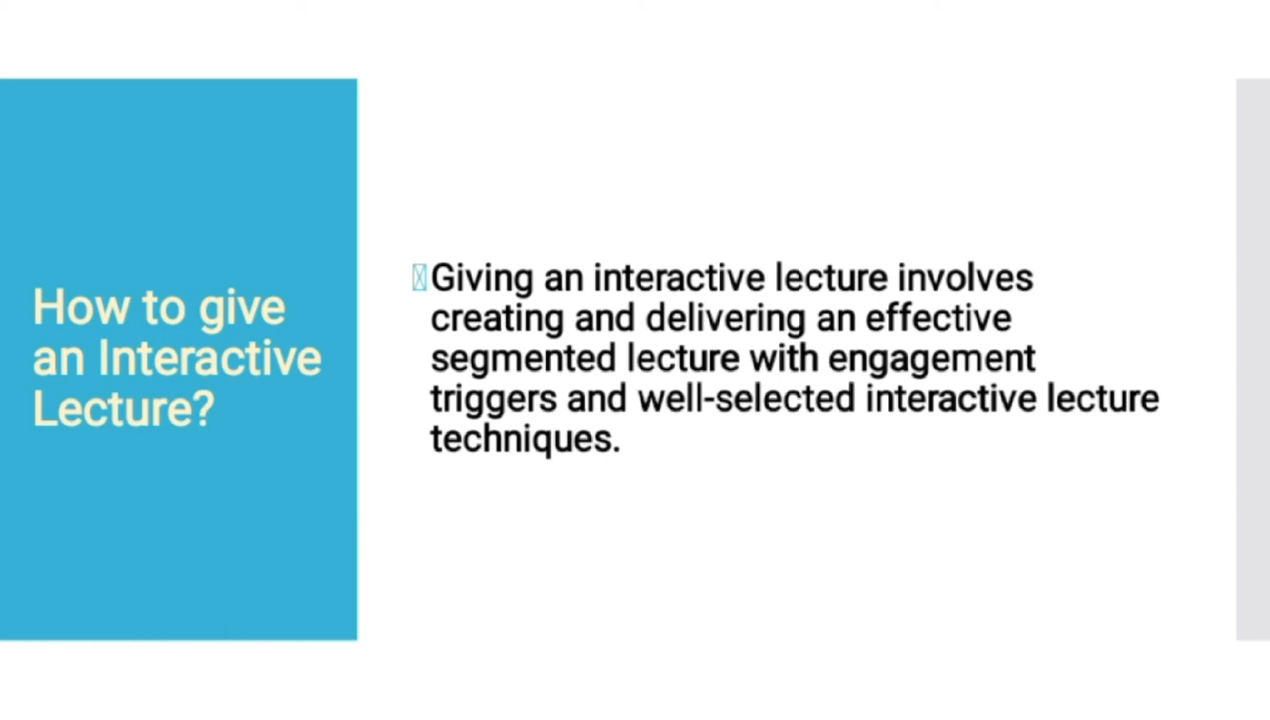 How to give
an Interactive
Lecture?
Giving an interactive lecture involves
creating and delivering an effective
segmented lecture with engagement
triggers and well-selected interactive lecture
techniques.